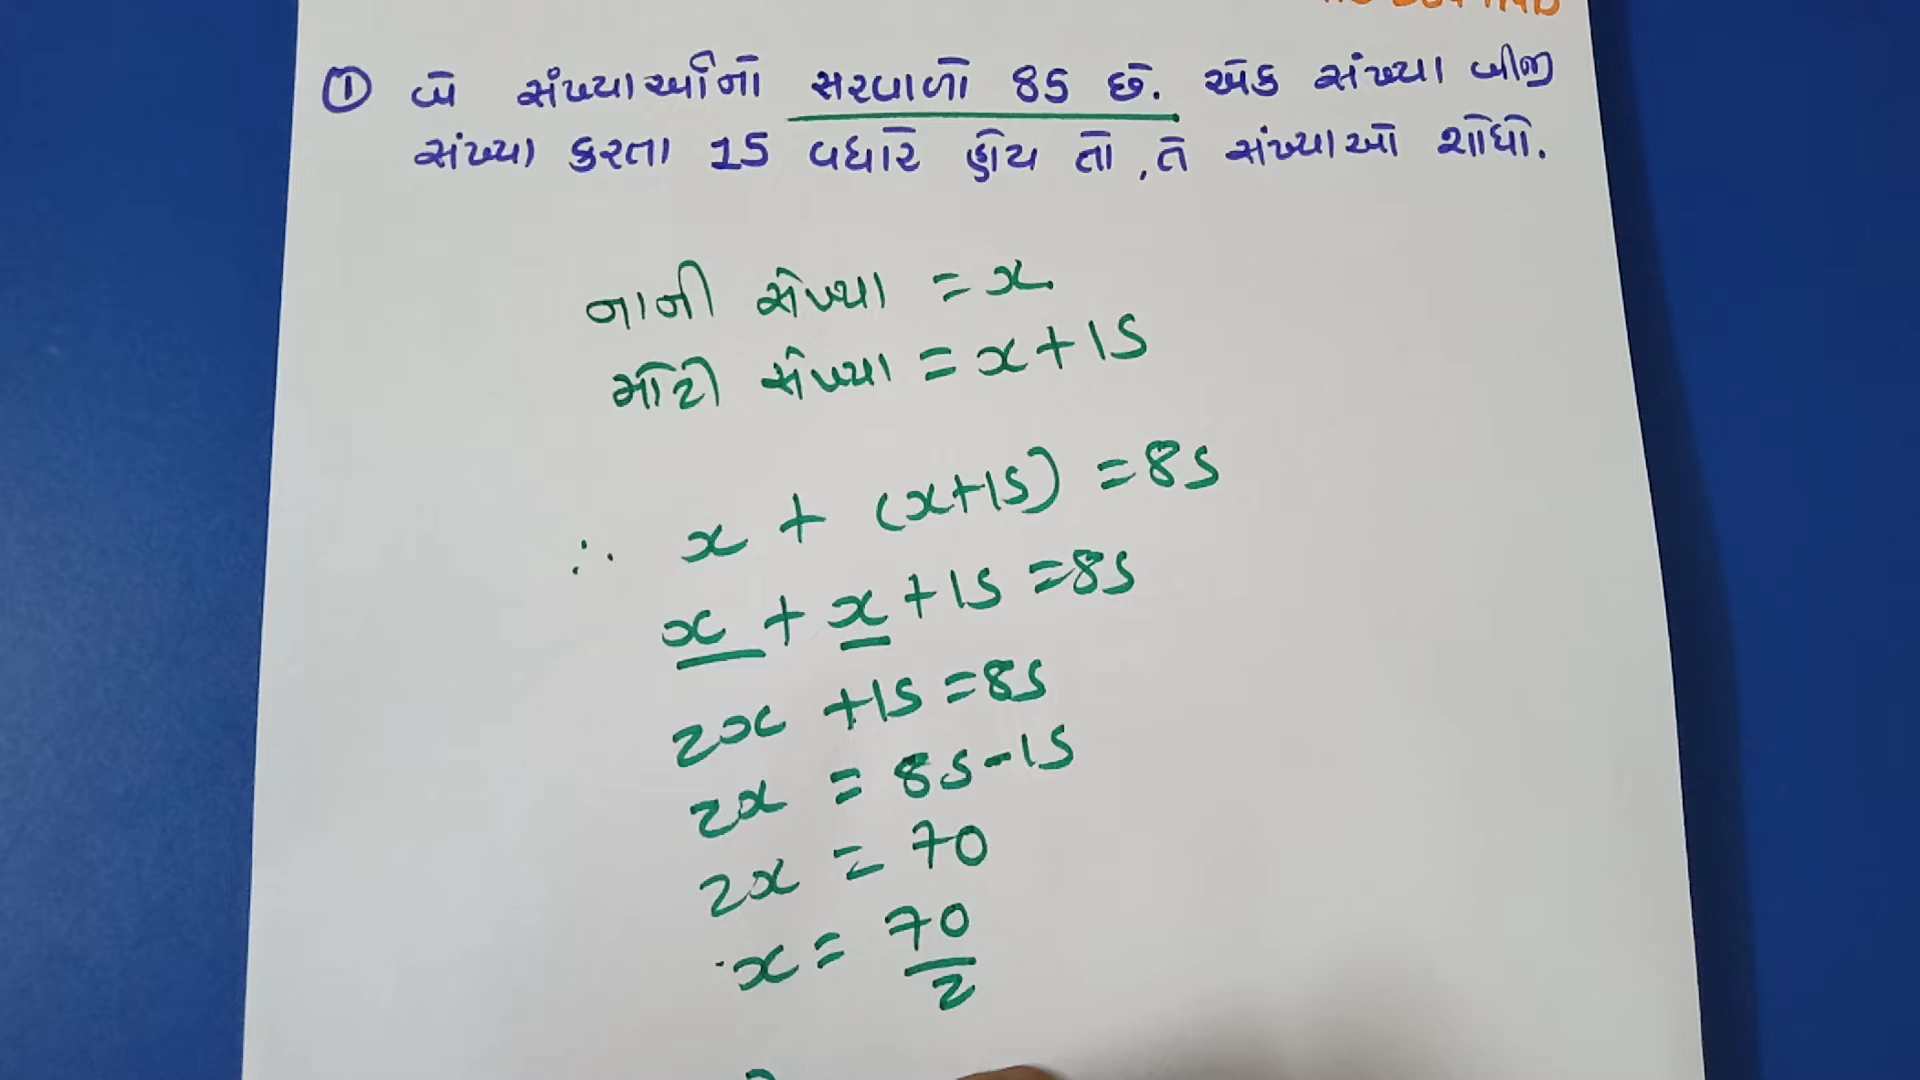 ① બે સંખ્યાઓનો સરવાળો 85 છે. એક સંખ્યા બીજી
સંખ્યા કરતા 15 વધારે હોય તો, તે સંખ્યાઓ શોધો.
નાની સંખ્યા = x
મોટી સંખ્યા = x+15
∴ x + (x+15) = 85
x + x +15 = 85
2x +15 = 85
2x = 85-15
2x = 70
x = 70/2